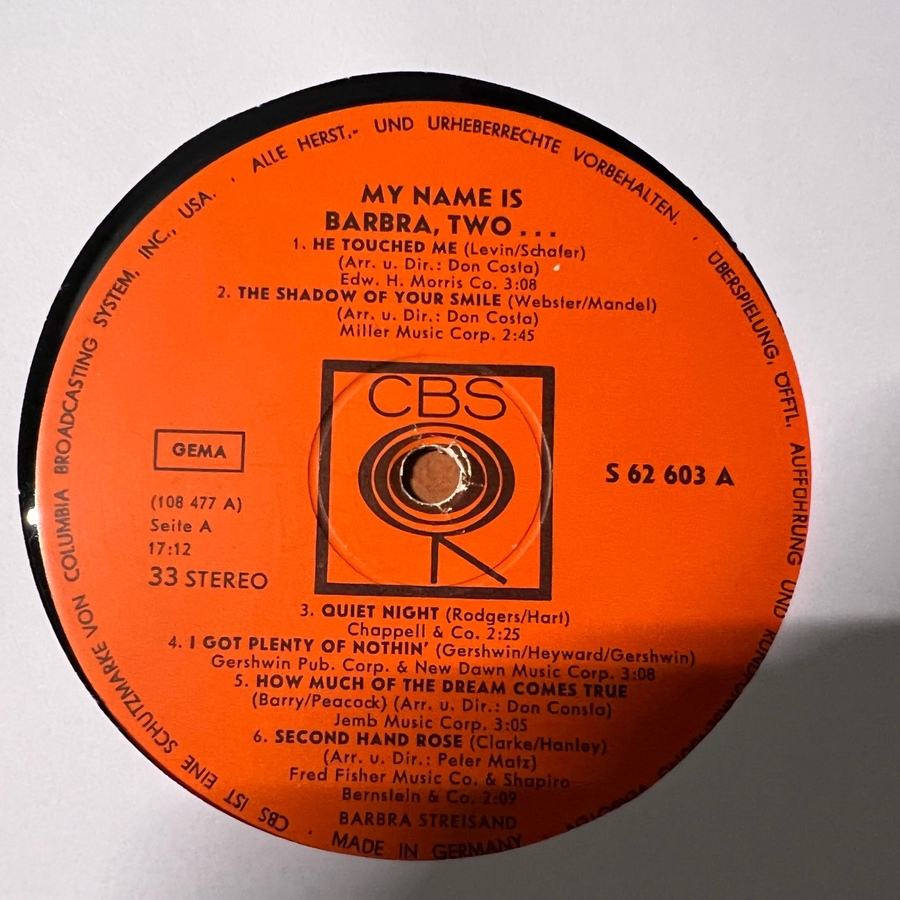 CBS IST EINE SCHUTZMARKE VON COLUMBIA BROADCASTING SYSTEM, INC., USA. . ALLE HERST.- UND URHEBERRECHTE VORBEHALTEN. . ÜBERSPIELUNG, ÖFFTL. AUFFÜHRUNG UND
MY NAME IS
BARBRA, TWO ...
1. HE TOUCHED ME (Levin/Schafer)
(Arr. u. Dir.: Don Costa)
Edw. H. Morris Co. 3:08
2. THE SHADOW OF YOUR SMILE (Webster/Mandel)
(Arr. u. Dir.: Don Costa)
Miller Music Corp. 2:45
CBS
GEMA
(108 477 A)
Seite A
17:12
33 STEREO
S 62 603 A
3. QUIET NIGHT (Rodgers/Hart)
Chappell & Co. 2:25
4. I GOT PLENTY OF NOTHIN' (Gershwin/Heyward/Gershwin)
Gershwin Pub. Corp. & New Dawn Music Corp. 3:08
5. HOW MUCH OF THE DREAM COMES TRUE
(Barry/Peacock) (Arr. u. Dir.: Don Consta)
Jemb Music Corp. 3:05
6. SECOND HAND ROSE (Clarke/Hanley)
(Arr. u. Dir.: Peter Matz)
Fred Fisher Music Co. & Shapiro
Bernstein & Co. 2:09
BARBRA STREISAND
MADE IN GERMANY